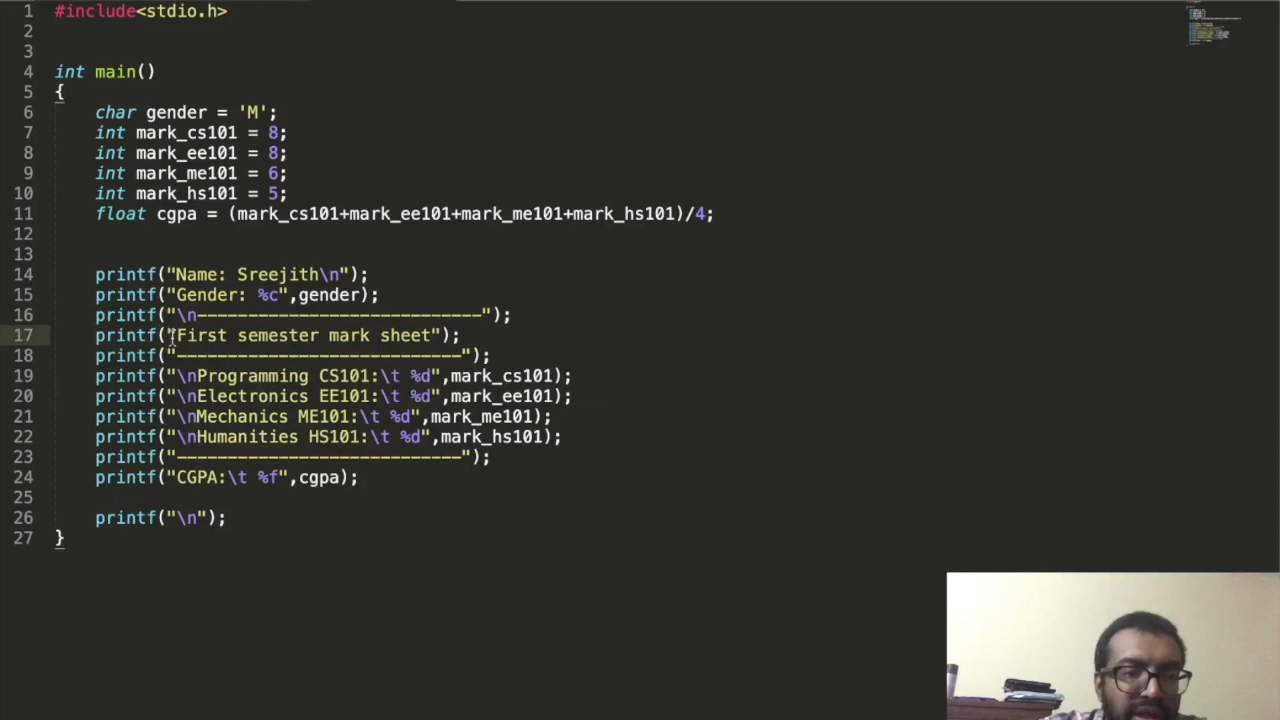 1 #include<stdio.h>
2
3
4 int main()
5 {
6 char gender = 'M';
7 int mark_cs101 = 8;
8 int mark_ee101 = 8;
9 int mark_me101 = 6;
10 int mark_hs101 = 5;
11 float cgpa = (mark_cs101+mark_ee101+mark_me101+mark_hs101)/4;
12
13
14 printf("Name: Sreejith\n");
15 printf("Gender: %c",gender);
16 printf("\n----------------------------");
17 printf("First semester mark sheet");
18 printf("----------------------------");
19 printf("\nProgramming CS101:\t %d",mark_cs101);
20 printf("\nElectronics EE101:\t %d",mark_ee101);
21 printf("\nMechanics ME101:\t %d",mark_me101);
22 printf("\nHumanities HS101:\t %d",mark_hs101);
23 printf("----------------------------");
24 printf("CGPA:\t %f",cgpa);
25
26 printf("\n");
27 }